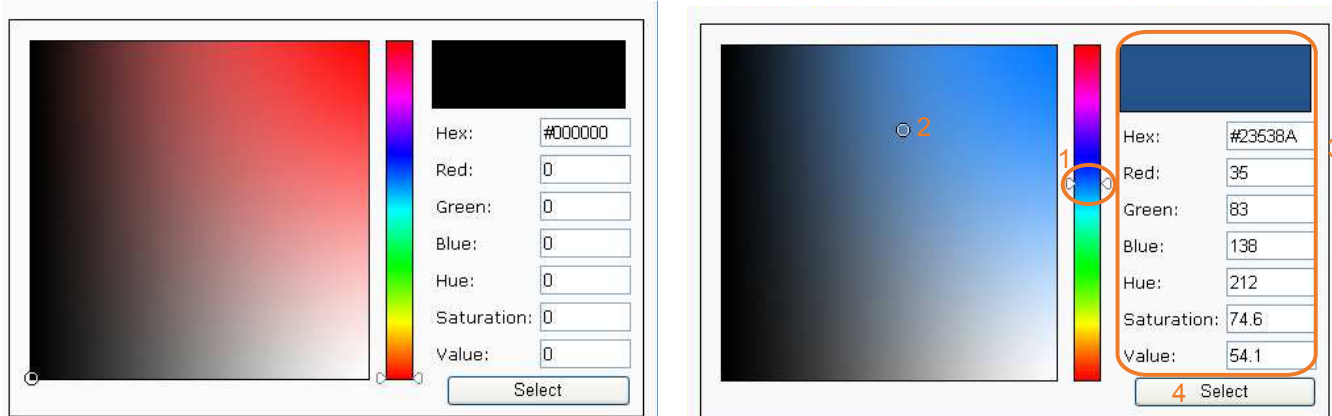 Hex: #000000
Red: 0
Green: 0
Blue: 0
Hue: 0
Saturation: 0
Value: 0
Select
2
1
Hex: #23538A
Red: 35
Green: 83
Blue: 138
Hue: 212
Saturation: 74.6
Value: 54.1
4 Select